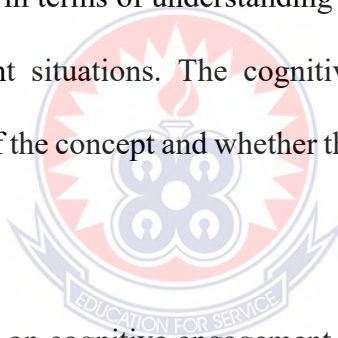 in terms of understanding
nt situations. The cognitiv
f the concept and whether th
EDUCATION FOR SERVICE
on cognitive engagement